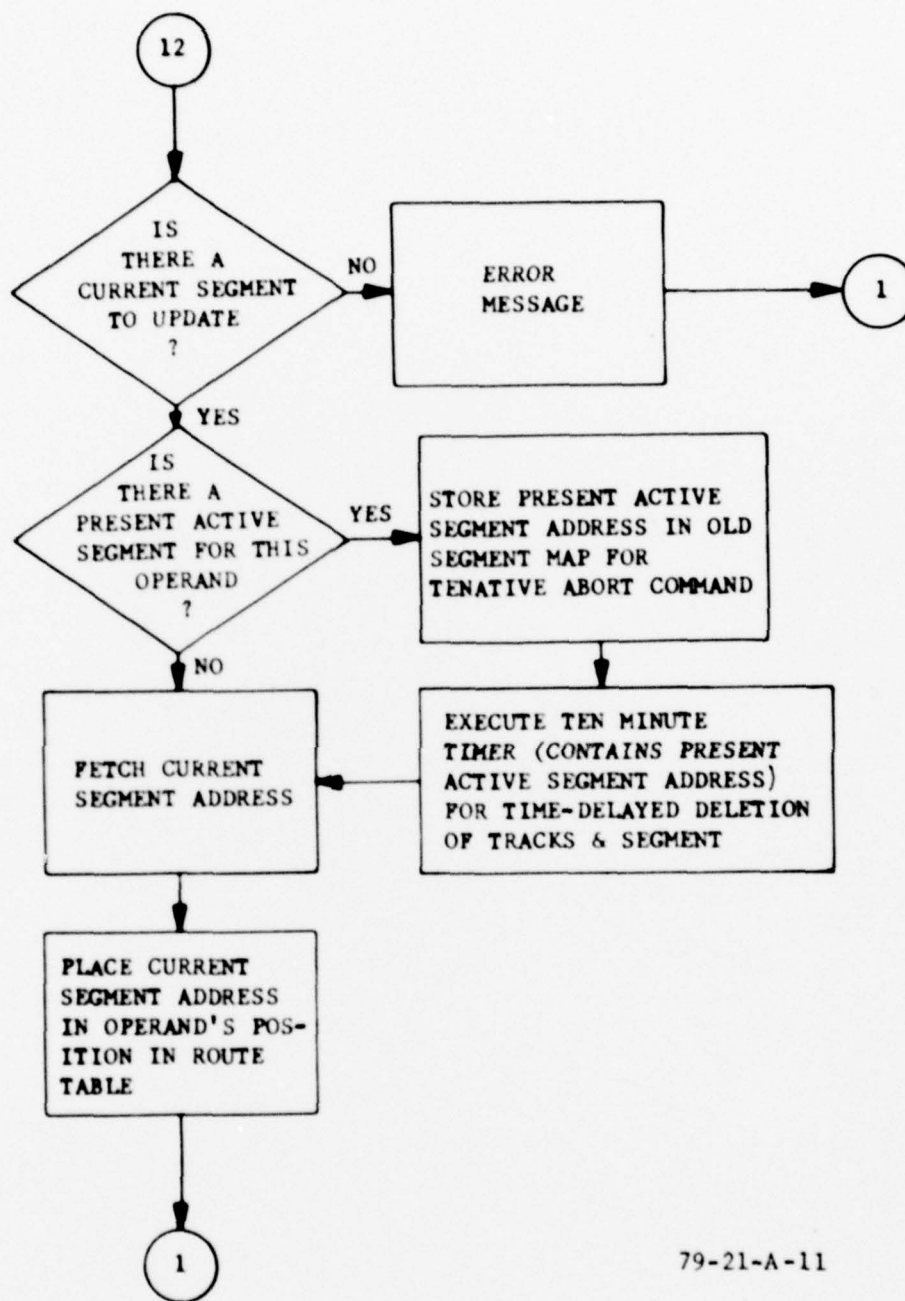 12
IS
THERE A
CURRENT SEGMENT
TO UPDATE
?
NO
ERROR
MESSAGE
1
YES
IS
THERE A
PRESENT ACTIVE
SEGMENT FOR THIS
OPERAND
?
YES
STORE PRESENT ACTIVE
SEGMENT ADDRESS IN OLD
SEGMENT MAP FOR
TENATIVE ABORT COMMAND
NO
EXECUTE TEN MINUTE
TIMER (CONTAINS PRESENT
ACTIVE SEGMENT ADDRESS)
FOR TIME-DELAYED DELETION
OF TRACKS & SEGMENT
FETCH CURRENT
SEGMENT ADDRESS
PLACE CURRENT
SEGMENT ADDRESS
IN OPERAND'S POS-
ITION IN ROUTE
TABLE
1
79-21-A-11